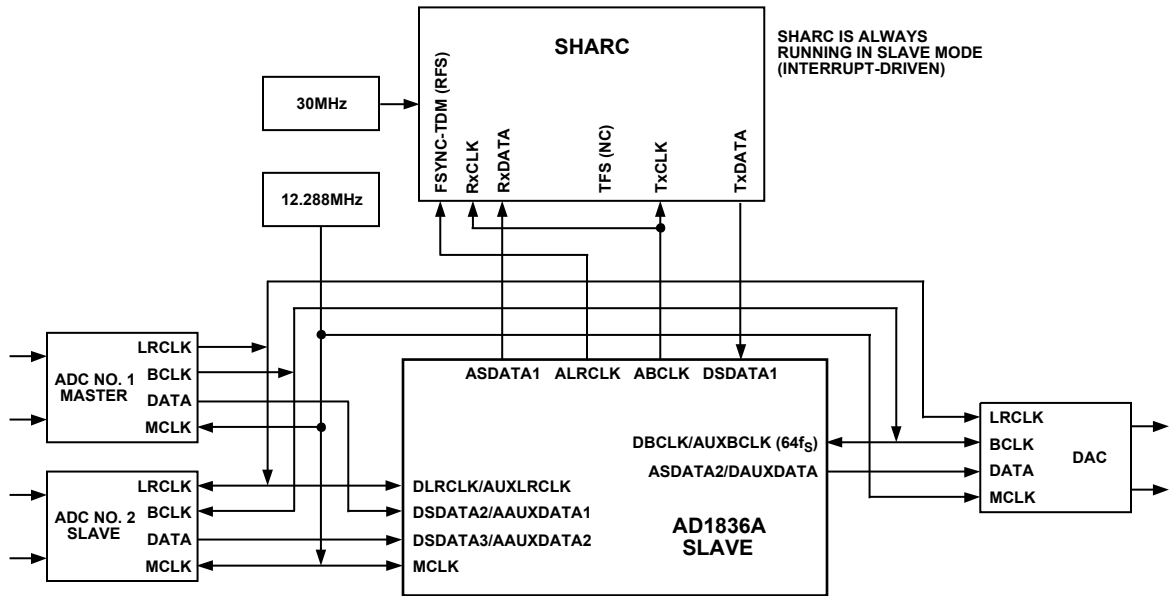 SHARC
SHARC IS ALWAYS
RUNNING IN SLAVE MODE
(INTERRUPT-DRIVEN)
30MHz
12.288MHz
FSYNC-TDM (RFS)
RxCLK
RxDATA
TFS (NC)
TxCLK
TxDATA
ADC NO. 1
MASTER
LRCLK
BCLK
DATA
MCLK
ADC NO. 2
SLAVE
LRCLK
BCLK
DATA
MCLK
ASDATA1 ALRCLK ABCLK DSDATA1
DBCLK/AUXBCLK (64fS)
ASDATA2/DAUXDATA
DLRCLK/AUXLRCLK
DSDATA2/AAUXDATA1
DSDATA3/AAUXDATA2
MCLK
AD1836A
SLAVE
LRCLK
BCLK
DATA
MCLK
DAC